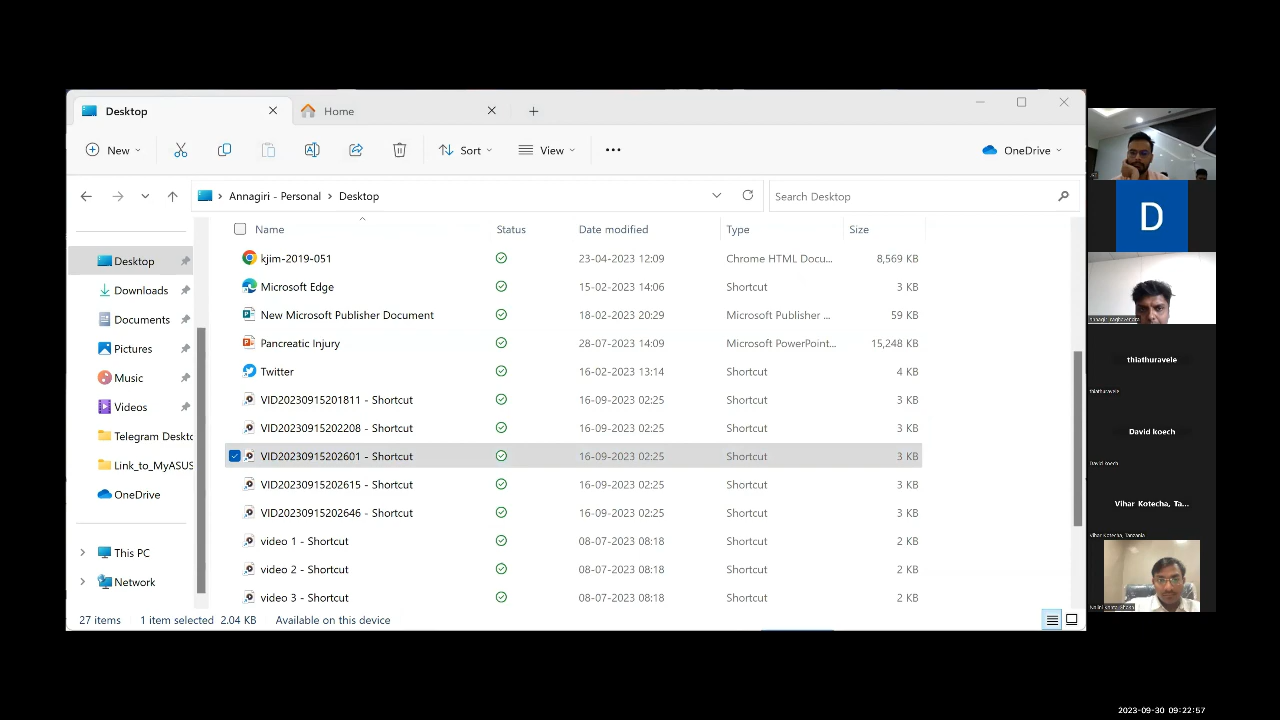 Desktop
Home
New
Sort
View
OneDrive
Annagiri - Personal
Desktop
Search Desktop
Name Status Date modified Type Size
kjim-2019-051 23-04-2023 12:09 Chrome HTML Docu... 8,569 KB
Microsoft Edge 15-02-2023 14:06 Shortcut 3 KB
New Microsoft Publisher Document 18-02-2023 20:29 Microsoft Publisher ... 59 KB
Pancreatic Injury 28-07-2023 14:09 Microsoft PowerPoint... 15,248 KB
Twitter 16-02-2023 13:14 Shortcut 4 KB
VID20230915201811 - Shortcut 16-09-2023 02:25 Shortcut 3 KB
VID20230915202208 - Shortcut 16-09-2023 02:25 Shortcut 3 KB
VID20230915202601 - Shortcut 16-09-2023 02:25 Shortcut 3 KB
VID20230915202615 - Shortcut 16-09-2023 02:25 Shortcut 3 KB
VID20230915202646 - Shortcut 16-09-2023 02:25 Shortcut 3 KB
video 1 - Shortcut 08-07-2023 08:18 Shortcut 2 KB
video 2 - Shortcut 08-07-2023 08:18 Shortcut 2 KB
video 3 - Shortcut 08-07-2023 08:18 Shortcut 2 KB
Desktop
Downloads
Documents
Pictures
Music
Videos
Telegram Deskto
Link_to_MyASUS
OneDrive
This PC
Network
27 items 1 item selected 2.04 KB Available on this device
D
thiathuravele
thiathuravele
David koech
David koech
Vihar Kotecha, Ta...
Vihar Kotecha, Tanzania
2023-09-30 09:22:57